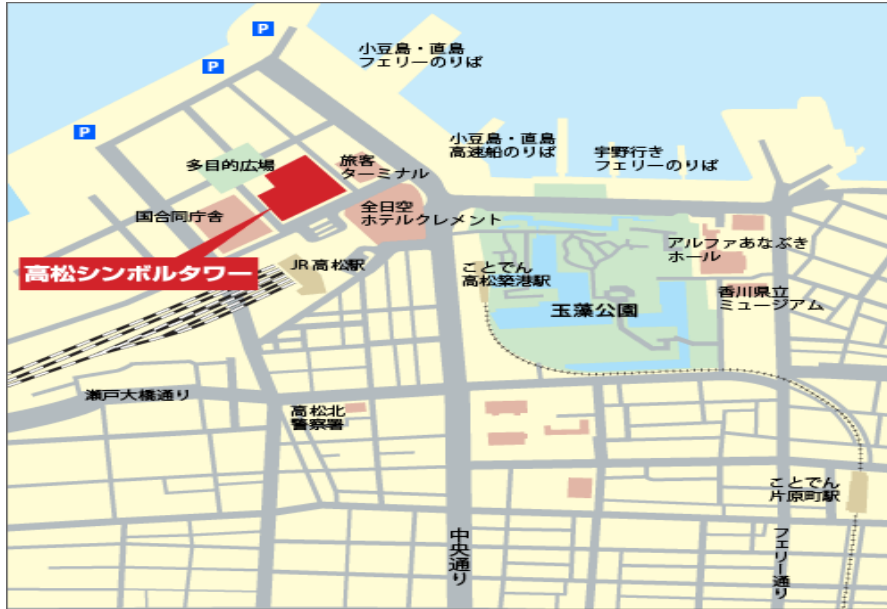 P
小豆島・直島
フェリーのりば
P
P
小豆島・直島
高速船のりば
宇野行き
フェリーのりば
多目的広場
旅客
ターミナル
国合同庁舎
全日空
ホテルクレメント
アルファあなぶき
ホール
高松シンボルタワー
JR高松駅
ことでん
高松築港駅
香川県立
ミュージアム
玉藻公園
瀬戸大橋通り
高松北
警察署
ことでん
片原町駅
中央通り
フェリー通り